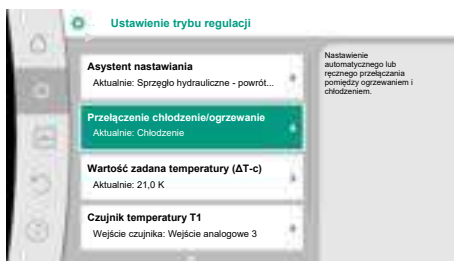 Ustawienie trybu regulacji
Asystent nastawiania
Aktualnie: Sprzęgło hydrauliczne - powrót...
Przełączenie chłodzenie/ogrzewanie
Aktualnie: Chłodzenie
Wartość zadana temperatury (ΔT-c)
Aktualnie: 21,0 K
Czujnik temperatury T1
Wejście czujnika: Wejście analogowe 3
Nastawienie
automatycznego lub
ręcznego przełączania
pomiędzy ogrzewaniem i
chłodzeniem.